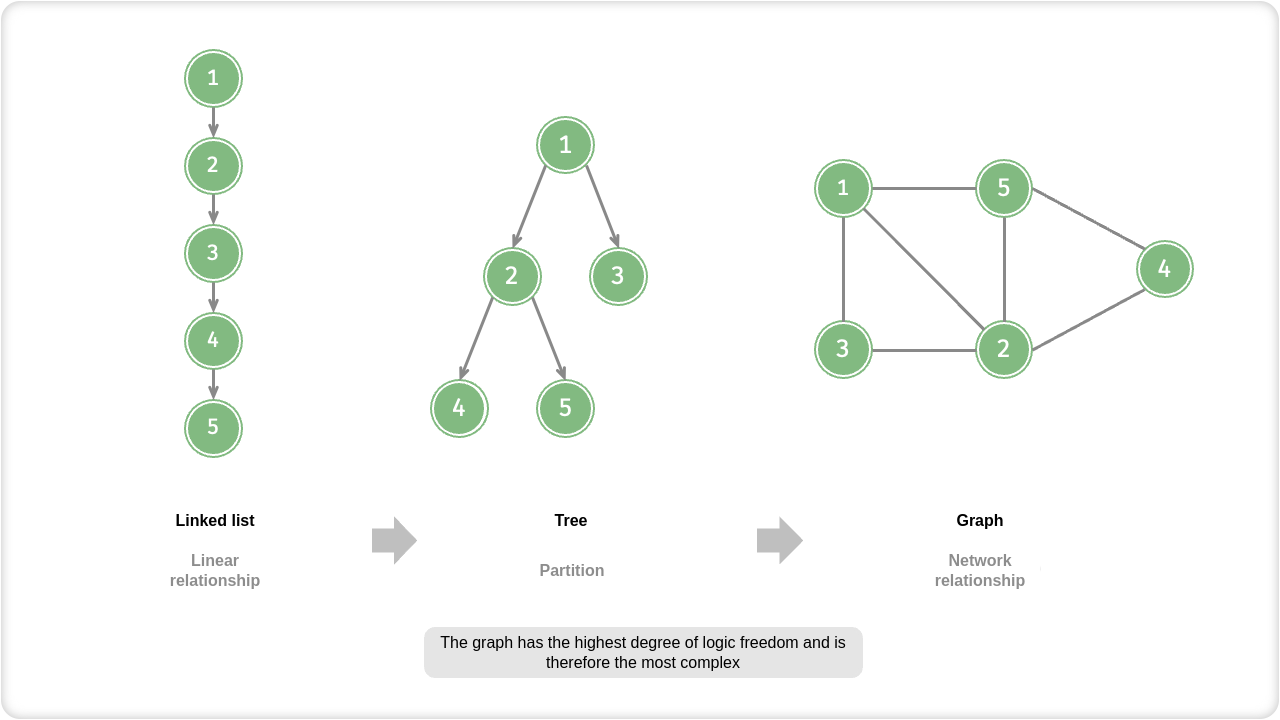 1
2
3
4
5
1
2
3
4
5
1
5
4
3
2
Linked list
Linear
relationship
Tree
Partition
Graph
Network
relationship
The graph has the highest degree of logic freedom and is
therefore the most complex